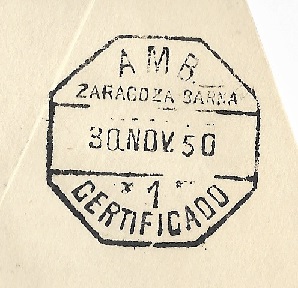 AMB.
ZARAGOZA BARNA
30.NOV.50
* 1 *
CERTIFICADO